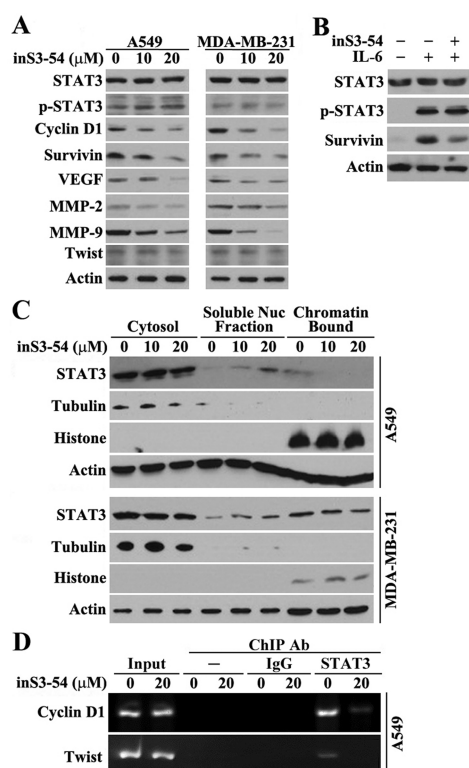 A
A549 MDA-MB-231
inS3-54 (μM) 0 10 20 0 10 20
STAT3
p-STAT3
Cyclin D1
Survivin
VEGF
MMP-2
MMP-9
Twist
Actin
B
inS3-54 – – +
IL-6 – + +
STAT3
p-STAT3
Survivin
Actin
C
Cytosol Soluble Nuc Fraction Chromatin Bound
inS3-54 (μM) 0 10 20 0 10 20 0 10 20
STAT3
Tubulin
Histone
Actin
A549
STAT3
Tubulin
Histone
Actin
MDA-MB-231
D
ChIP Ab
Input – IgG STAT3
inS3-54 (μM) 0 20 0 20 0 20 0 20
Cyclin D1
Twist
A549